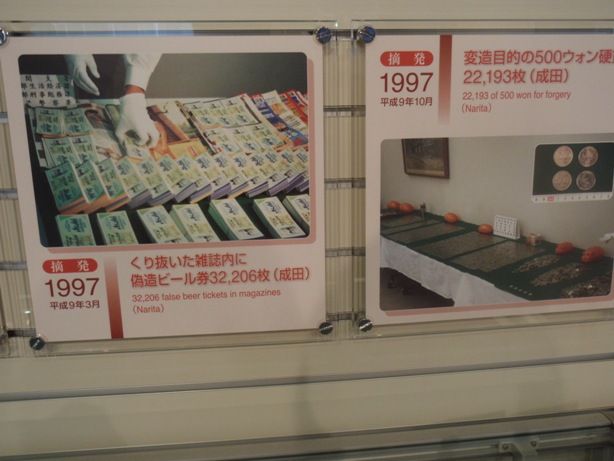 摘発
1997
平成9年3月
くり抜いた雑誌内に
偽造ビール券32,206枚（成田）
32,206 false beer tickets in magazines
(Narita)
摘発
1997
平成9年10月
変造目的の500ウォン硬
22,193枚（成田）
22,193 of 500 won for forgery
(Narita)